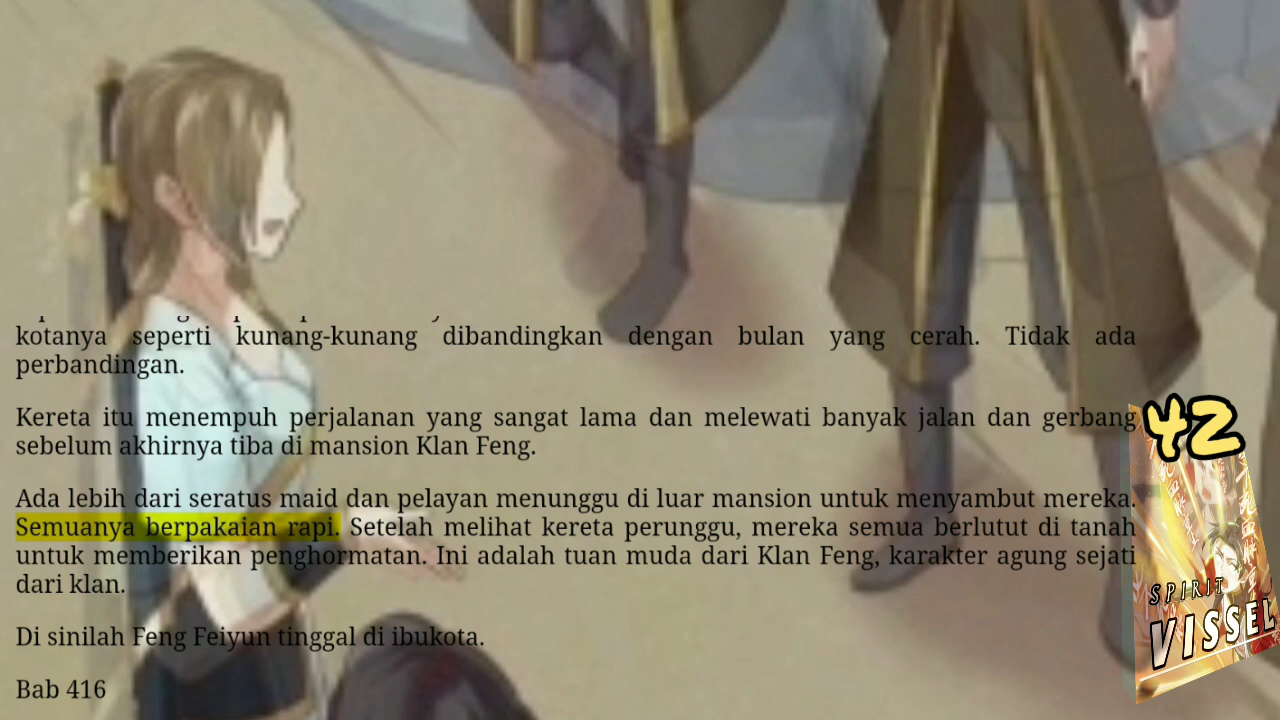 kotanya seperti kunang-kunang dibandingkan dengan bulan yang cerah. Tidak ada
perbandingan.
Kereta itu menempuh perjalanan yang sangat lama dan melewati banyak jalan dan gerbang
sebelum akhirnya tiba di mansion Klan Feng.
Ada lebih dari seratus maid dan pelayan menunggu di luar mansion untuk menyambut mereka.
Semuanya berpakaian rapi. Setelah melihat kereta perunggu, mereka semua berlutut di tanah
untuk memberikan penghormatan. Ini adalah tuan muda dari Klan Feng, karakter agung sejati
dari klan.
Di sinilah Feng Feiyun tinggal di ibukota.
Bab 416
42
SPIRIT
VISSEL